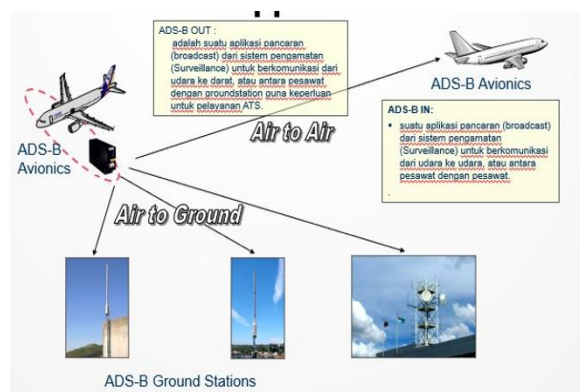 ADS-B OUT :
adalah suatu aplikasi pancaran
(broadcast) dari sistem pengamatan
(Surveillance) untuk berkomunikasi dari
udara ke darat, atau antara pesawat
dengan groundstation guna keperluan
untuk pelayanan ATS.
ADS-B Avionics
ADS-B IN:
• suatu aplikasi pancaran (broadcast)
dari sistem pengamatan
(Surveillance) untuk berkomunikasi
dari udara ke udara, atau antara
pesawat dengan pesawat.
Air to Air
ADS-B
Avionics
Air to Ground
ADS-B Ground Stations